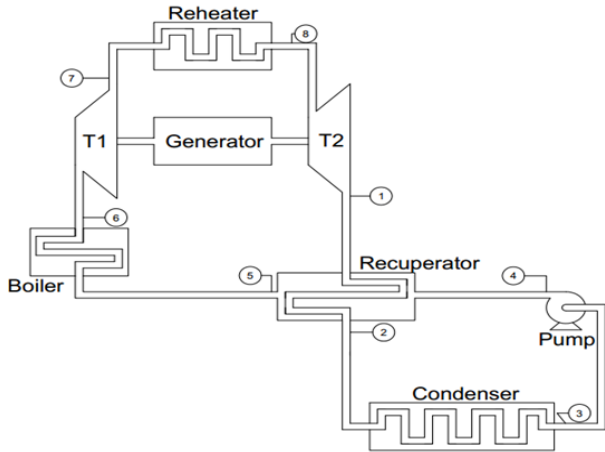 Reheater
8
7
T1
Generator
T2
1
6
Recuperator
5
4
Boiler
2
Pump
Condenser
3